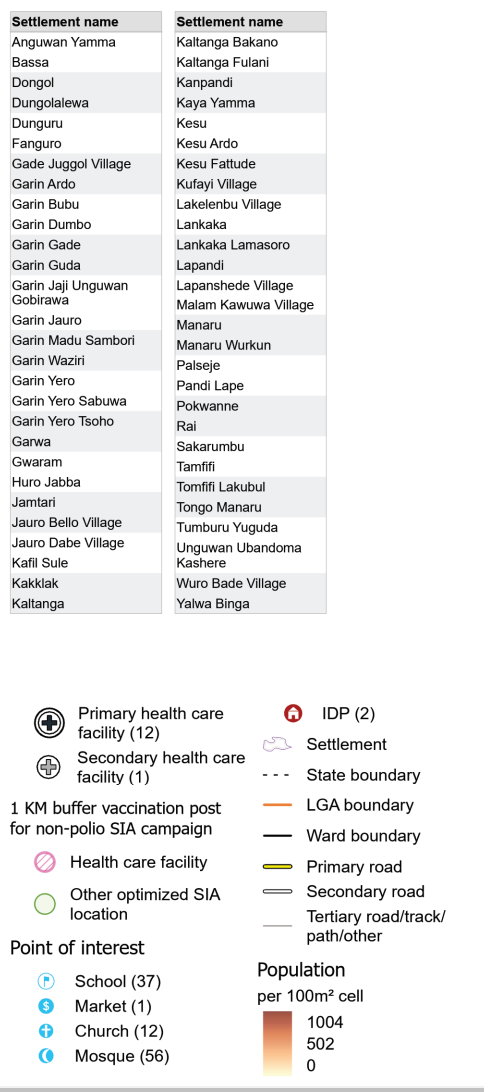 Settlement name
Anguwan Yamma
Bassa
Dongol
Dungolalewa
Dunguru
Fanguro
Gade Juggol Village
Garin Ardo
Garin Bubu
Garin Dumbo
Garin Gade
Garin Guda
Garin Jaji Unguwan
Gobirawa
Garin Jauro
Garin Madu Sambori
Garin Waziri
Garin Yero
Garin Yero Sabuwa
Garin Yero Tsoho
Garwa
Gwaram
Huro Jabba
Jamtari
Jauro Bello Village
Jauro Dabe Village
Kafil Sule
Kakklak
Kaltanga
Settlement name
Kaltanga Bakano
Kaltanga Fulani
Kanpandi
Kaya Yamma
Kesu
Kesu Ardo
Kesu Fattude
Kufayi Village
Lakelenbu Village
Lankaka
Lankaka Lamasoro
Lapandi
Lapanshede Village
Malam Kawuwa Village
Manaru
Manaru Wurkun
Palseje
Pandi Lape
Pokwanne
Rai
Sakarumbu
Tamfifi
Tomfifi Lakubul
Tongo Manaru
Tumburu Yuguda
Unguwan Ubandoma
Kashere
Wuro Bade Village
Yalwa Binga
Primary health care
facility (12)
Secondary health care
facility (1)
1 KM buffer vaccination post
for non-polio SIA campaign
Health care facility
Other optimized SIA
location
Point of interest
School (37)
$
Market (1)
Church (12)
Mosque (56)
IDP (2)
Settlement
State boundary
LGA boundary
Ward boundary
Primary road
Secondary road
Tertiary road/track/
path/other
Population
per 100m² cell
1004
502
0